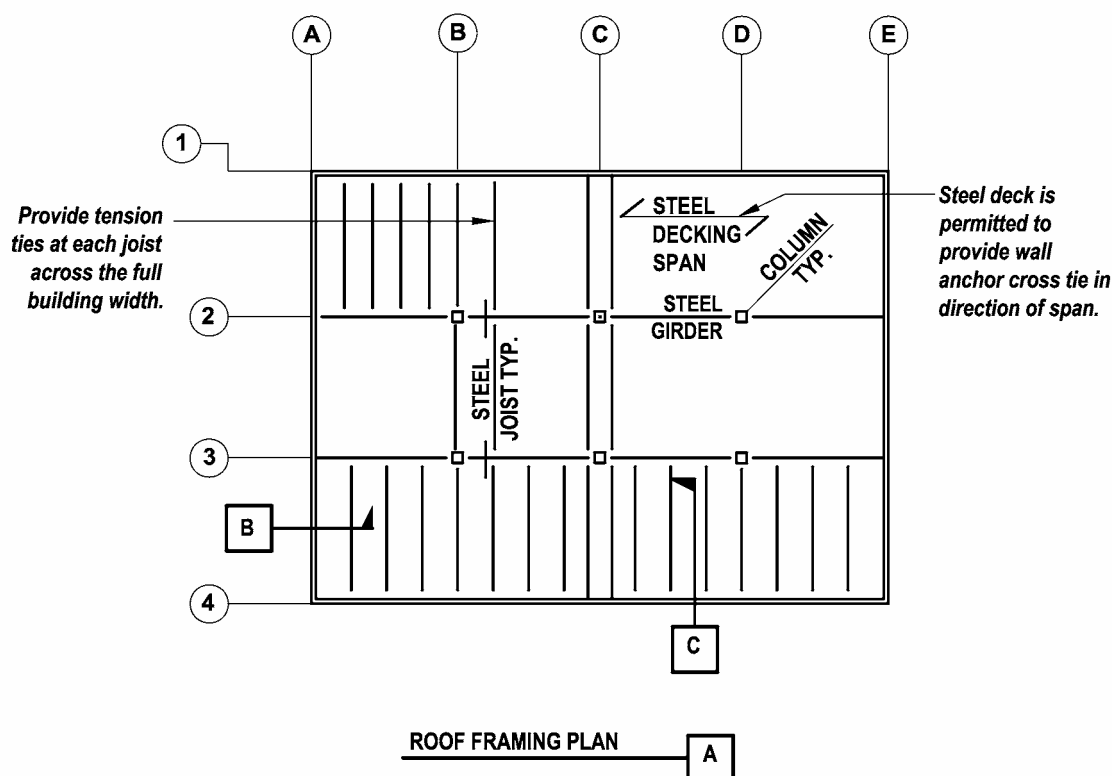 A
B
C
D
E
1
Provide tension
ties at each joist
across the full
building width.
STEEL
DECKING
SPAN
COLUMN
TYP.
Steel deck is
permitted to
provide wall
anchor cross tie in
direction of span.
2
STEEL
GIRDER
STEEL
JOIST TYP.
3
B
4
C
ROOF FRAMING PLAN
A